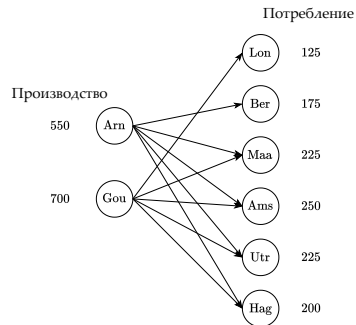 Потребление
Lon 125
Ber 175
Производство
550 Arn
Maa 225
700 Gou
Ams 250
Utr 225
Hag 200